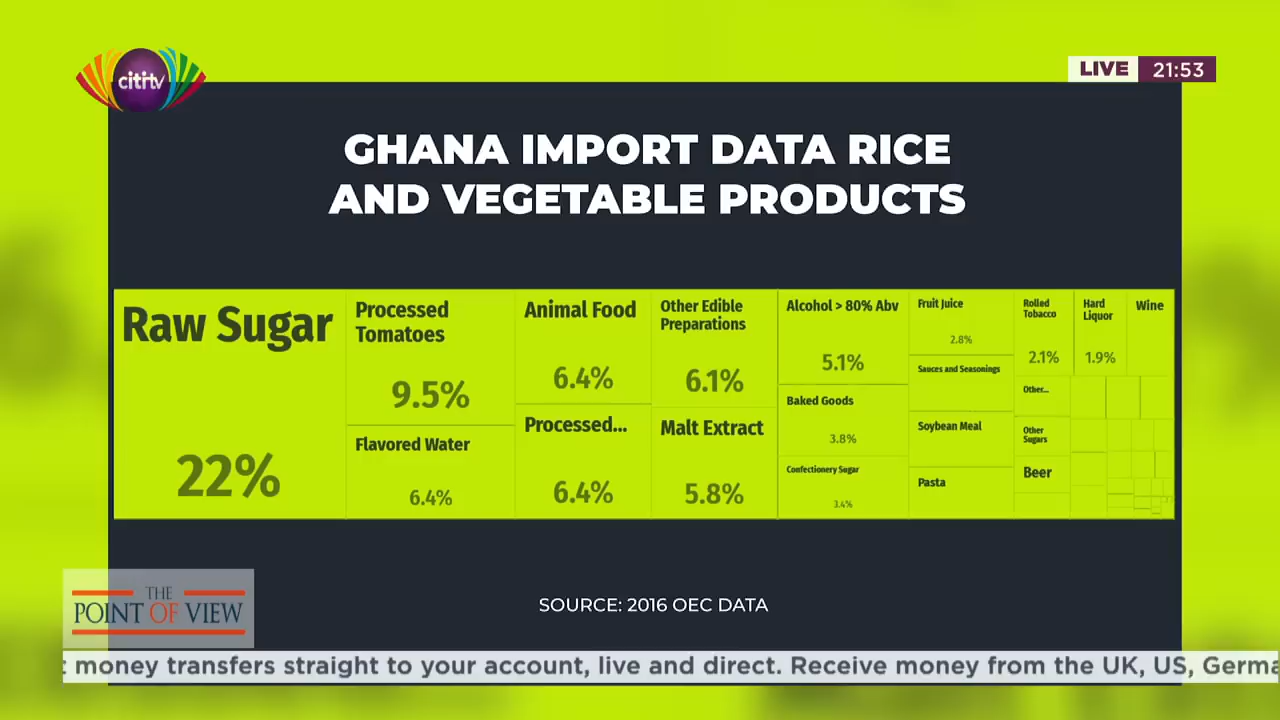 cititv
LIVE 21:53
GHANA IMPORT DATA RICE
AND VEGETABLE PRODUCTS
Raw Sugar
22%
Processed
Tomatoes
9.5%
Flavored Water
6.4%
Animal Food
6.4%
Processed...
6.4%
Other Edible
Preparations
6.1%
Malt Extract
5.8%
Alcohol > 80% Abv
5.1%
Baked Goods
3.8%
Confectionery Sugar
3.4%
Fruit Juice
2.8%
Sauces and Seasonings
Soybean Meal
Pasta
Rolled
Tobacco
2.1%
Other...
Other
Sugars
Beer
Hard
Liquor
1.9%
Wine
SOURCE: 2016 OEC DATA
THE
POINT OF VIEW
money transfers straight to your account, live and direct. Receive money from the UK, US, Germa